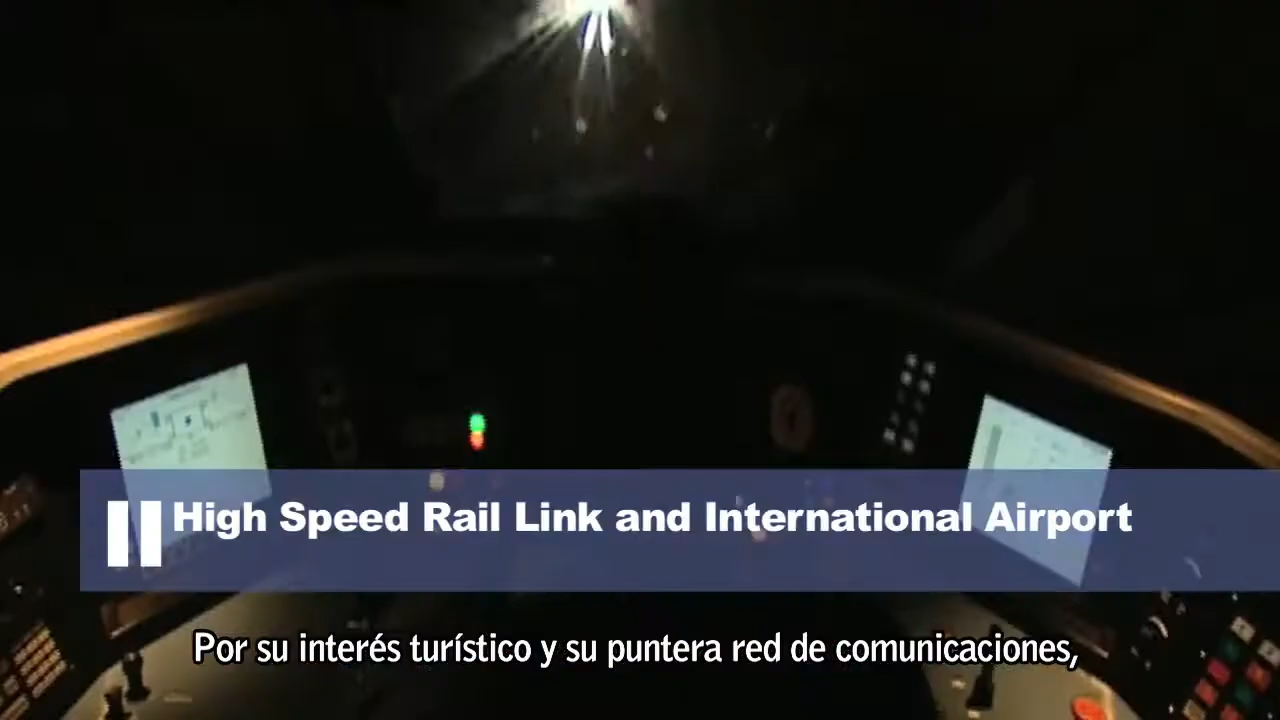 High Speed Rail Link and International Airport
Por su interés turístico y su puntera red de comunicaciones,